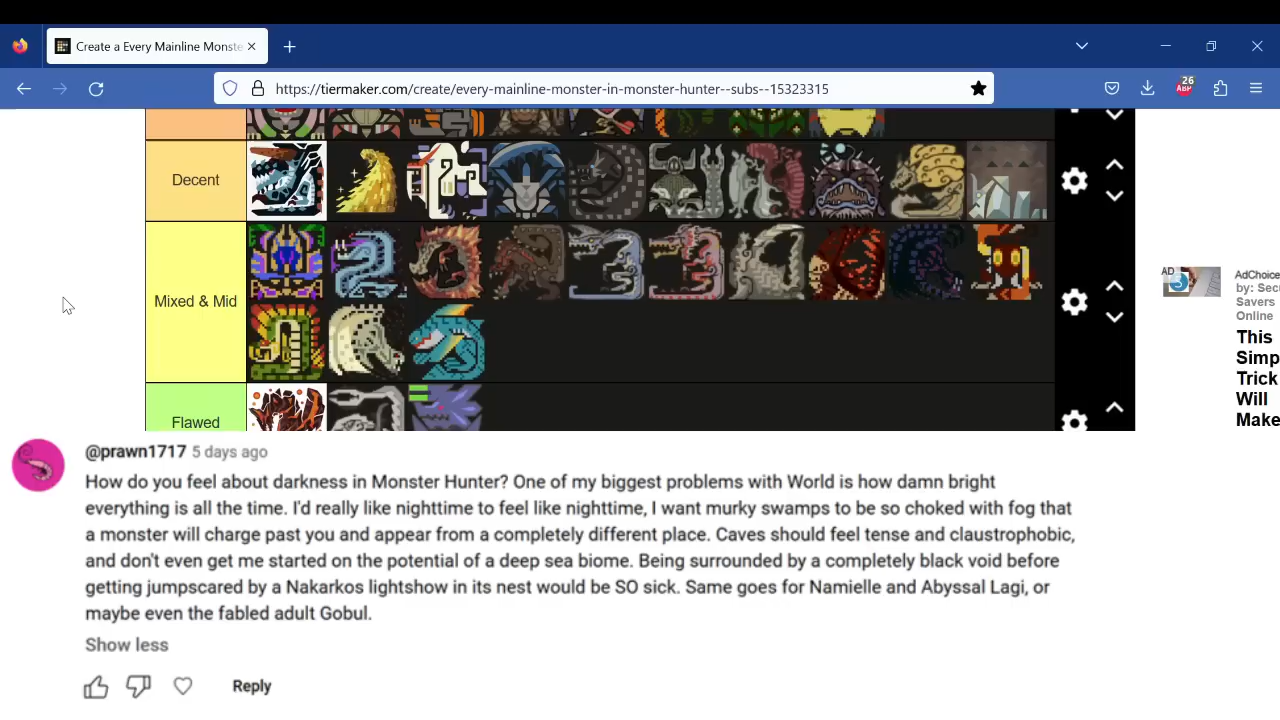 Create a Every Mainline Monste
https://tiermaker.com/create/every-mainline-monster-in-monster-hunter--subs--15323315
26
ABP
Decent
Mixed & Mid
Flawed
AD
AdChoice
by: Sec
Savers
Online
This
Simp
Trick
Will
Make
@prawn1717 5 days ago
How do you feel about darkness in Monster Hunter? One of my biggest problems with World is how damn bright
everything is all the time. I'd really like nighttime to feel like nighttime, I want murky swamps to be so choked with fog that
a monster will charge past you and appear from a completely different place. Caves should feel tense and claustrophobic,
and don't even get me started on the potential of a deep sea biome. Being surrounded by a completely black void before
getting jumpscared by a Nakarkos lightshow in its nest would be SO sick. Same goes for Namielle and Abyssal Lagi, or
maybe even the fabled adult Gobul.
Show less
Reply